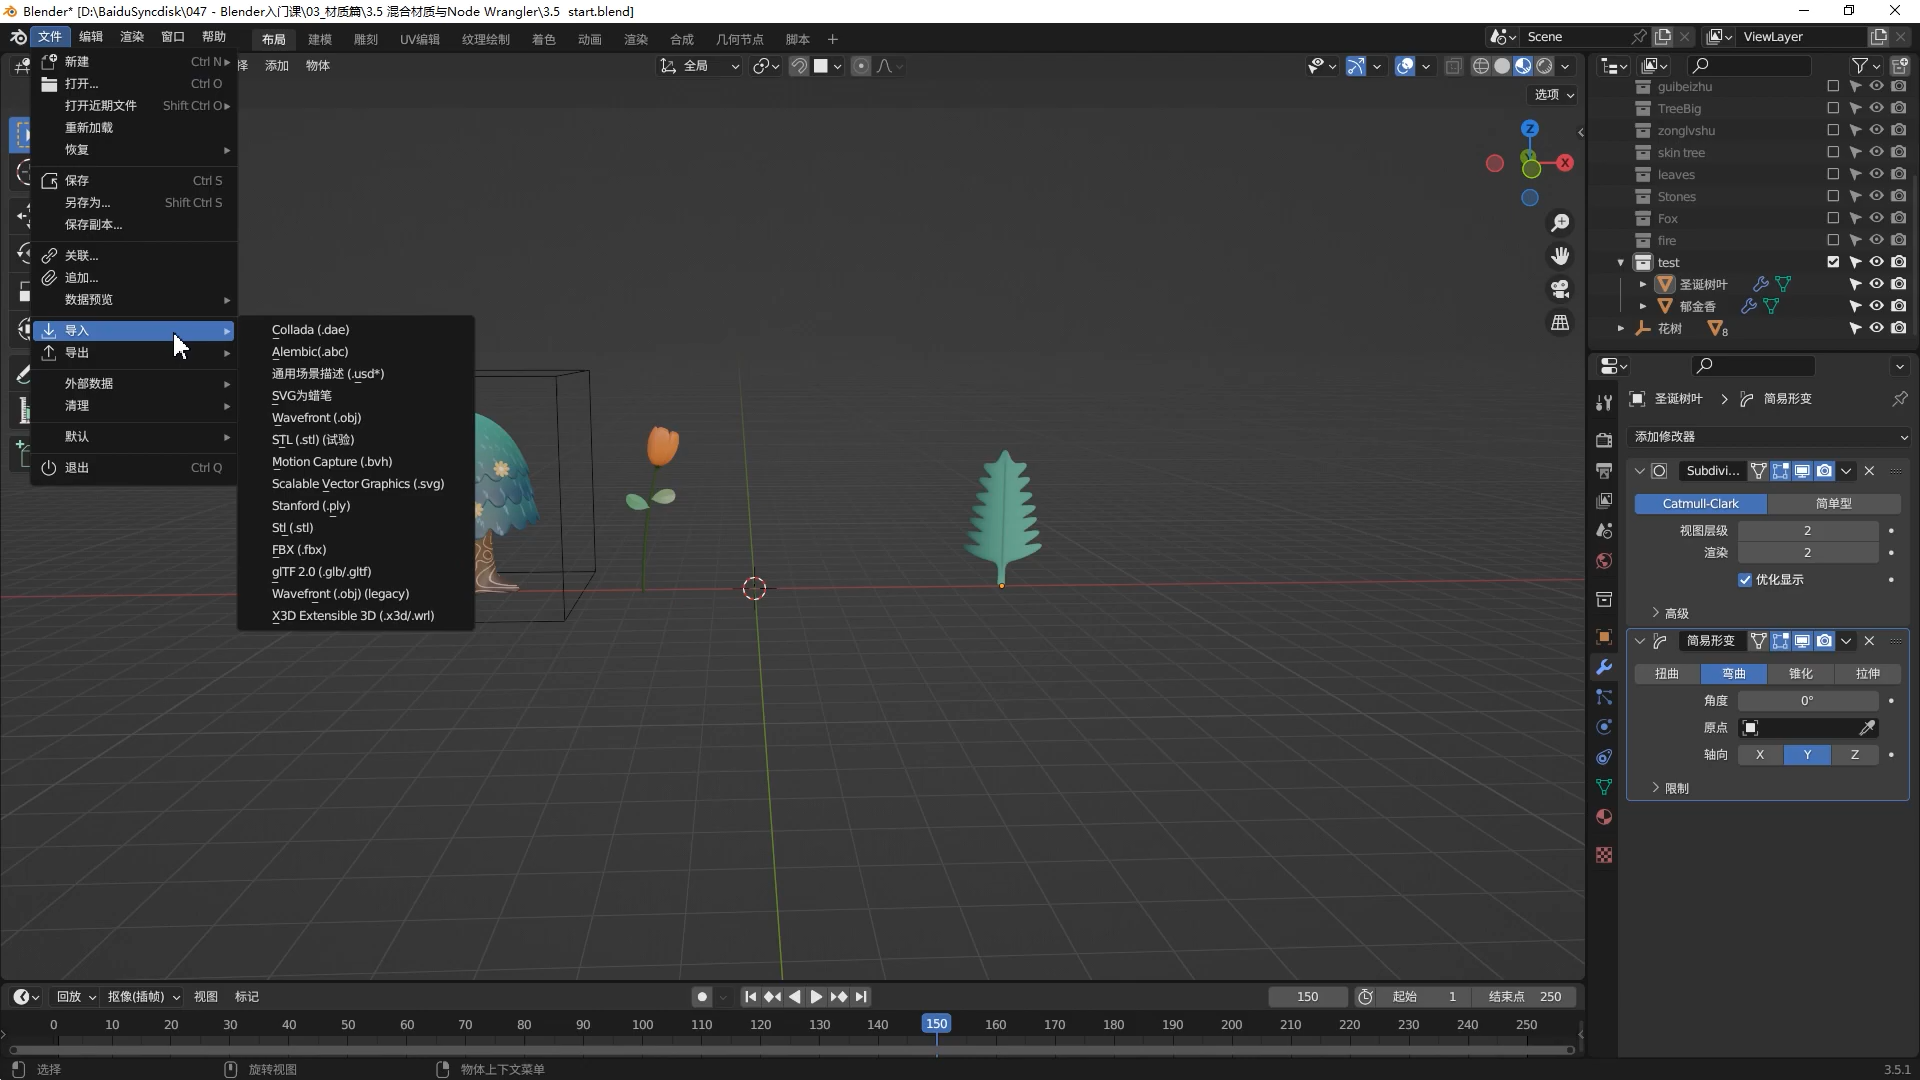 Blender* [D:\BaiduSyncdisk\047 - Blender入门课\03_材质篇\3.5 混合材质与Node Wrangler\3.5  start.blend]
文件 编辑 渲染 窗口 帮助 布局 建模 雕刻 UV编辑 纹理绘制 着色 动画 渲染 合成 几何节点 脚本 + Scene ViewLayer
择 添加 物体 全局
选项
新建 Ctrl N
打开... Ctrl O
打开近期文件 Shift Ctrl O
重新加载
恢复
保存 Ctrl S
另存为... Shift Ctrl S
保存副本...
关联...
追加...
数据预览
导入
导出
外部数据
清理
默认
退出 Ctrl Q
Collada (.dae)
Alembic(.abc)
通用场景描述 (.usd*)
SVG为蜡笔
Wavefront (.obj)
STL (.stl) (试验)
Motion Capture (.bvh)
Scalable Vector Graphics (.svg)
Stanford (.ply)
Stl (.stl)
FBX (.fbx)
glTF 2.0 (.glb/.gltf)
Wavefront (.obj) (legacy)
X3D Extensible 3D (.x3d/.wrl)
Z
X
guibeizhu
TreeBig
zonglvshu
skin tree
leaves
Stones
Fox
fire
test
圣诞树叶
郁金香
花树 8
圣诞树叶 > 简易形变
添加修改器
Subdivi...
Catmull-Clark 简单型
视图层级 2
渲染 2
优化显示
高级
简易形变
扭曲 弯曲 锥化 拉伸
角度 0°
原点
轴向 X Y Z
限制
回放 抠像(插帧) 视图 标记 150 起始 1 结束点 250
0 10 20 30 40 50 60 70 80 90 100 110 120 130 140 150 160 170 180 190 200 210 220 230 240 250
选择 旋转视图 物体上下文菜单 3.5.1